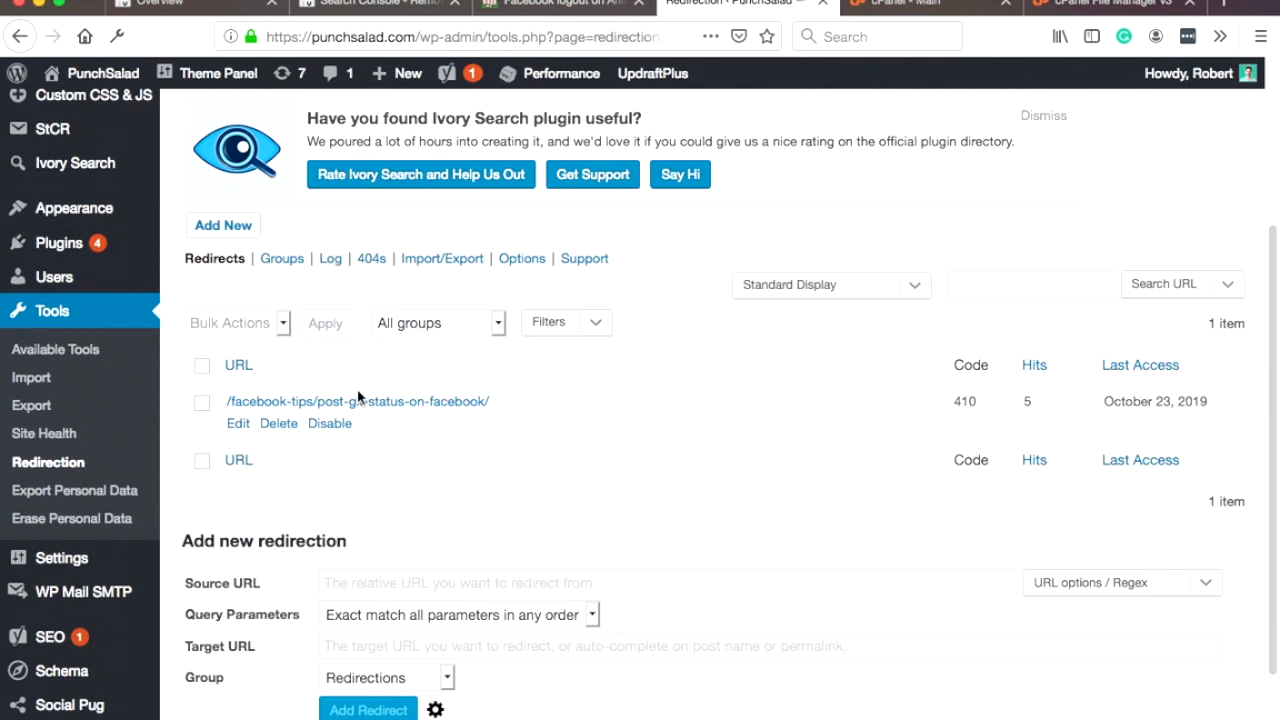 Overview
Search Console - Rem
Facebook logout on An
Redirection ‹ PunchSalad —
cPanel - Main
cPanel File Manager v3
https://punchsalad.com/wp-admin/tools.php?page=redirection
Search
PunchSalad
Theme Panel
7
1
New
1
Performance
UpdraftPlus
Howdy, Robert
Custom CSS & JS
StCR
Ivory Search
Appearance
Plugins 4
Users
Tools
Available Tools
Import
Export
Site Health
Redirection
Export Personal Data
Erase Personal Data
Settings
WP Mail SMTP
SEO 1
Schema
Social Pug
Have you found Ivory Search plugin useful?
Dismiss
We poured a lot of hours into creating it, and we'd love it if you could give us a nice rating on the official plugin directory.
Rate Ivory Search and Help Us Out
Get Support
Say Hi
Add New
Redirects | Groups | Log | 404s | Import/Export | Options | Support
Standard Display
Search URL
Bulk Actions
Apply
All groups
Filters
1 item
URL Code Hits Last Access
/facebook-tips/post-g-status-on-facebook/ 410 5 October 23, 2019
Edit Delete Disable
URL Code Hits Last Access
1 item
Add new redirection
Source URL The relative URL you want to redirect from URL options / Regex
Query Parameters Exact match all parameters in any order
Target URL The target URL you want to redirect, or auto-complete on post name or permalink.
Group Redirections
Add Redirect